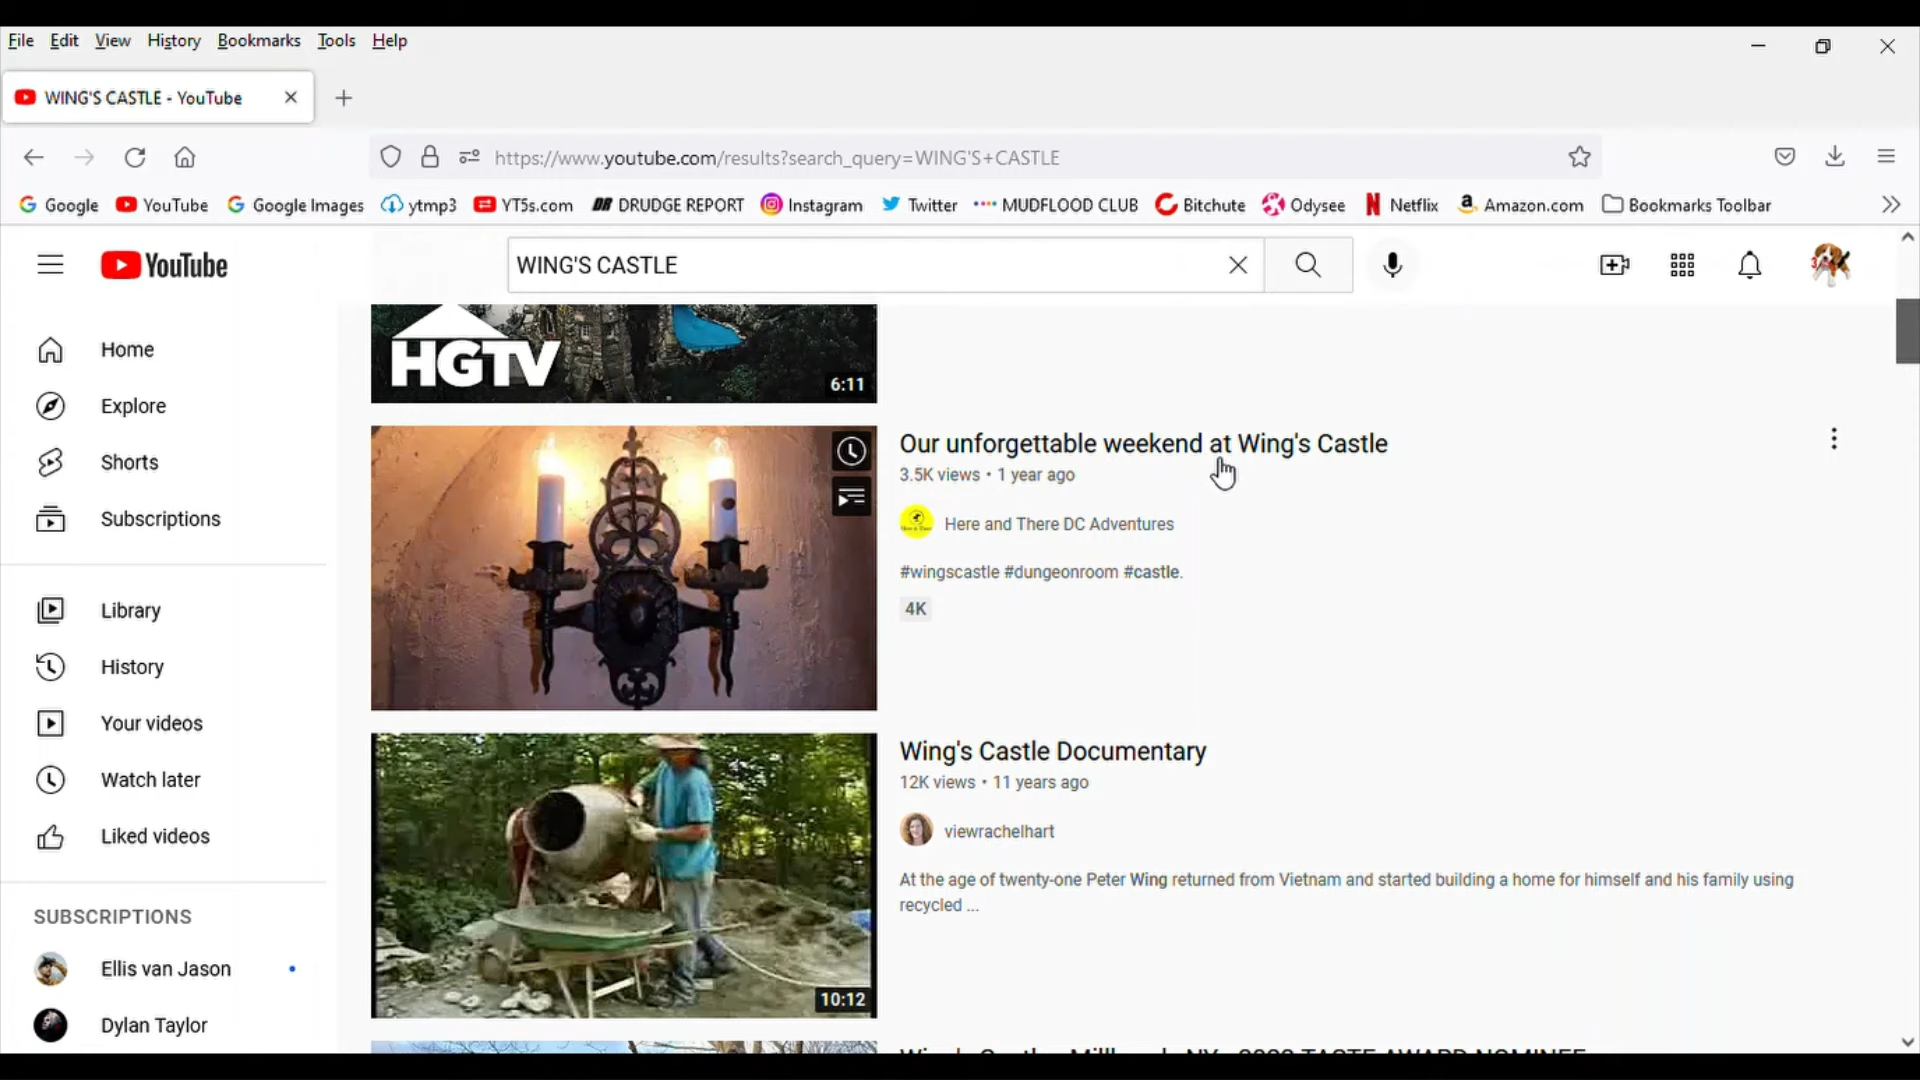 File Edit View History Bookmarks Tools Help
WING'S CASTLE - YouTube
https://www.youtube.com/results?search_query=WING'S+CASTLE
Google YouTube Google Images ytmp3 YT5s.com DRUDGE REPORT Instagram Twitter MUDFLOOD CLUB Bitchute Odysee Netflix Amazon.com Bookmarks Toolbar
YouTube
WING'S CASTLE
Home
Explore
Shorts
Subscriptions
Library
History
Your videos
Watch later
Liked videos
SUBSCRIPTIONS
Ellis van Jason
Dylan Taylor
HGTV
6:11
Our unforgettable weekend at Wing's Castle
3.5K views • 1 year ago
Here and There DC Adventures
#wingscastle #dungeonroom #castle.
4K
10:12
Wing's Castle Documentary
12K views • 11 years ago
viewrachelhart
At the age of twenty-one Peter Wing returned from Vietnam and started building a home for himself and his family using
recycled ...